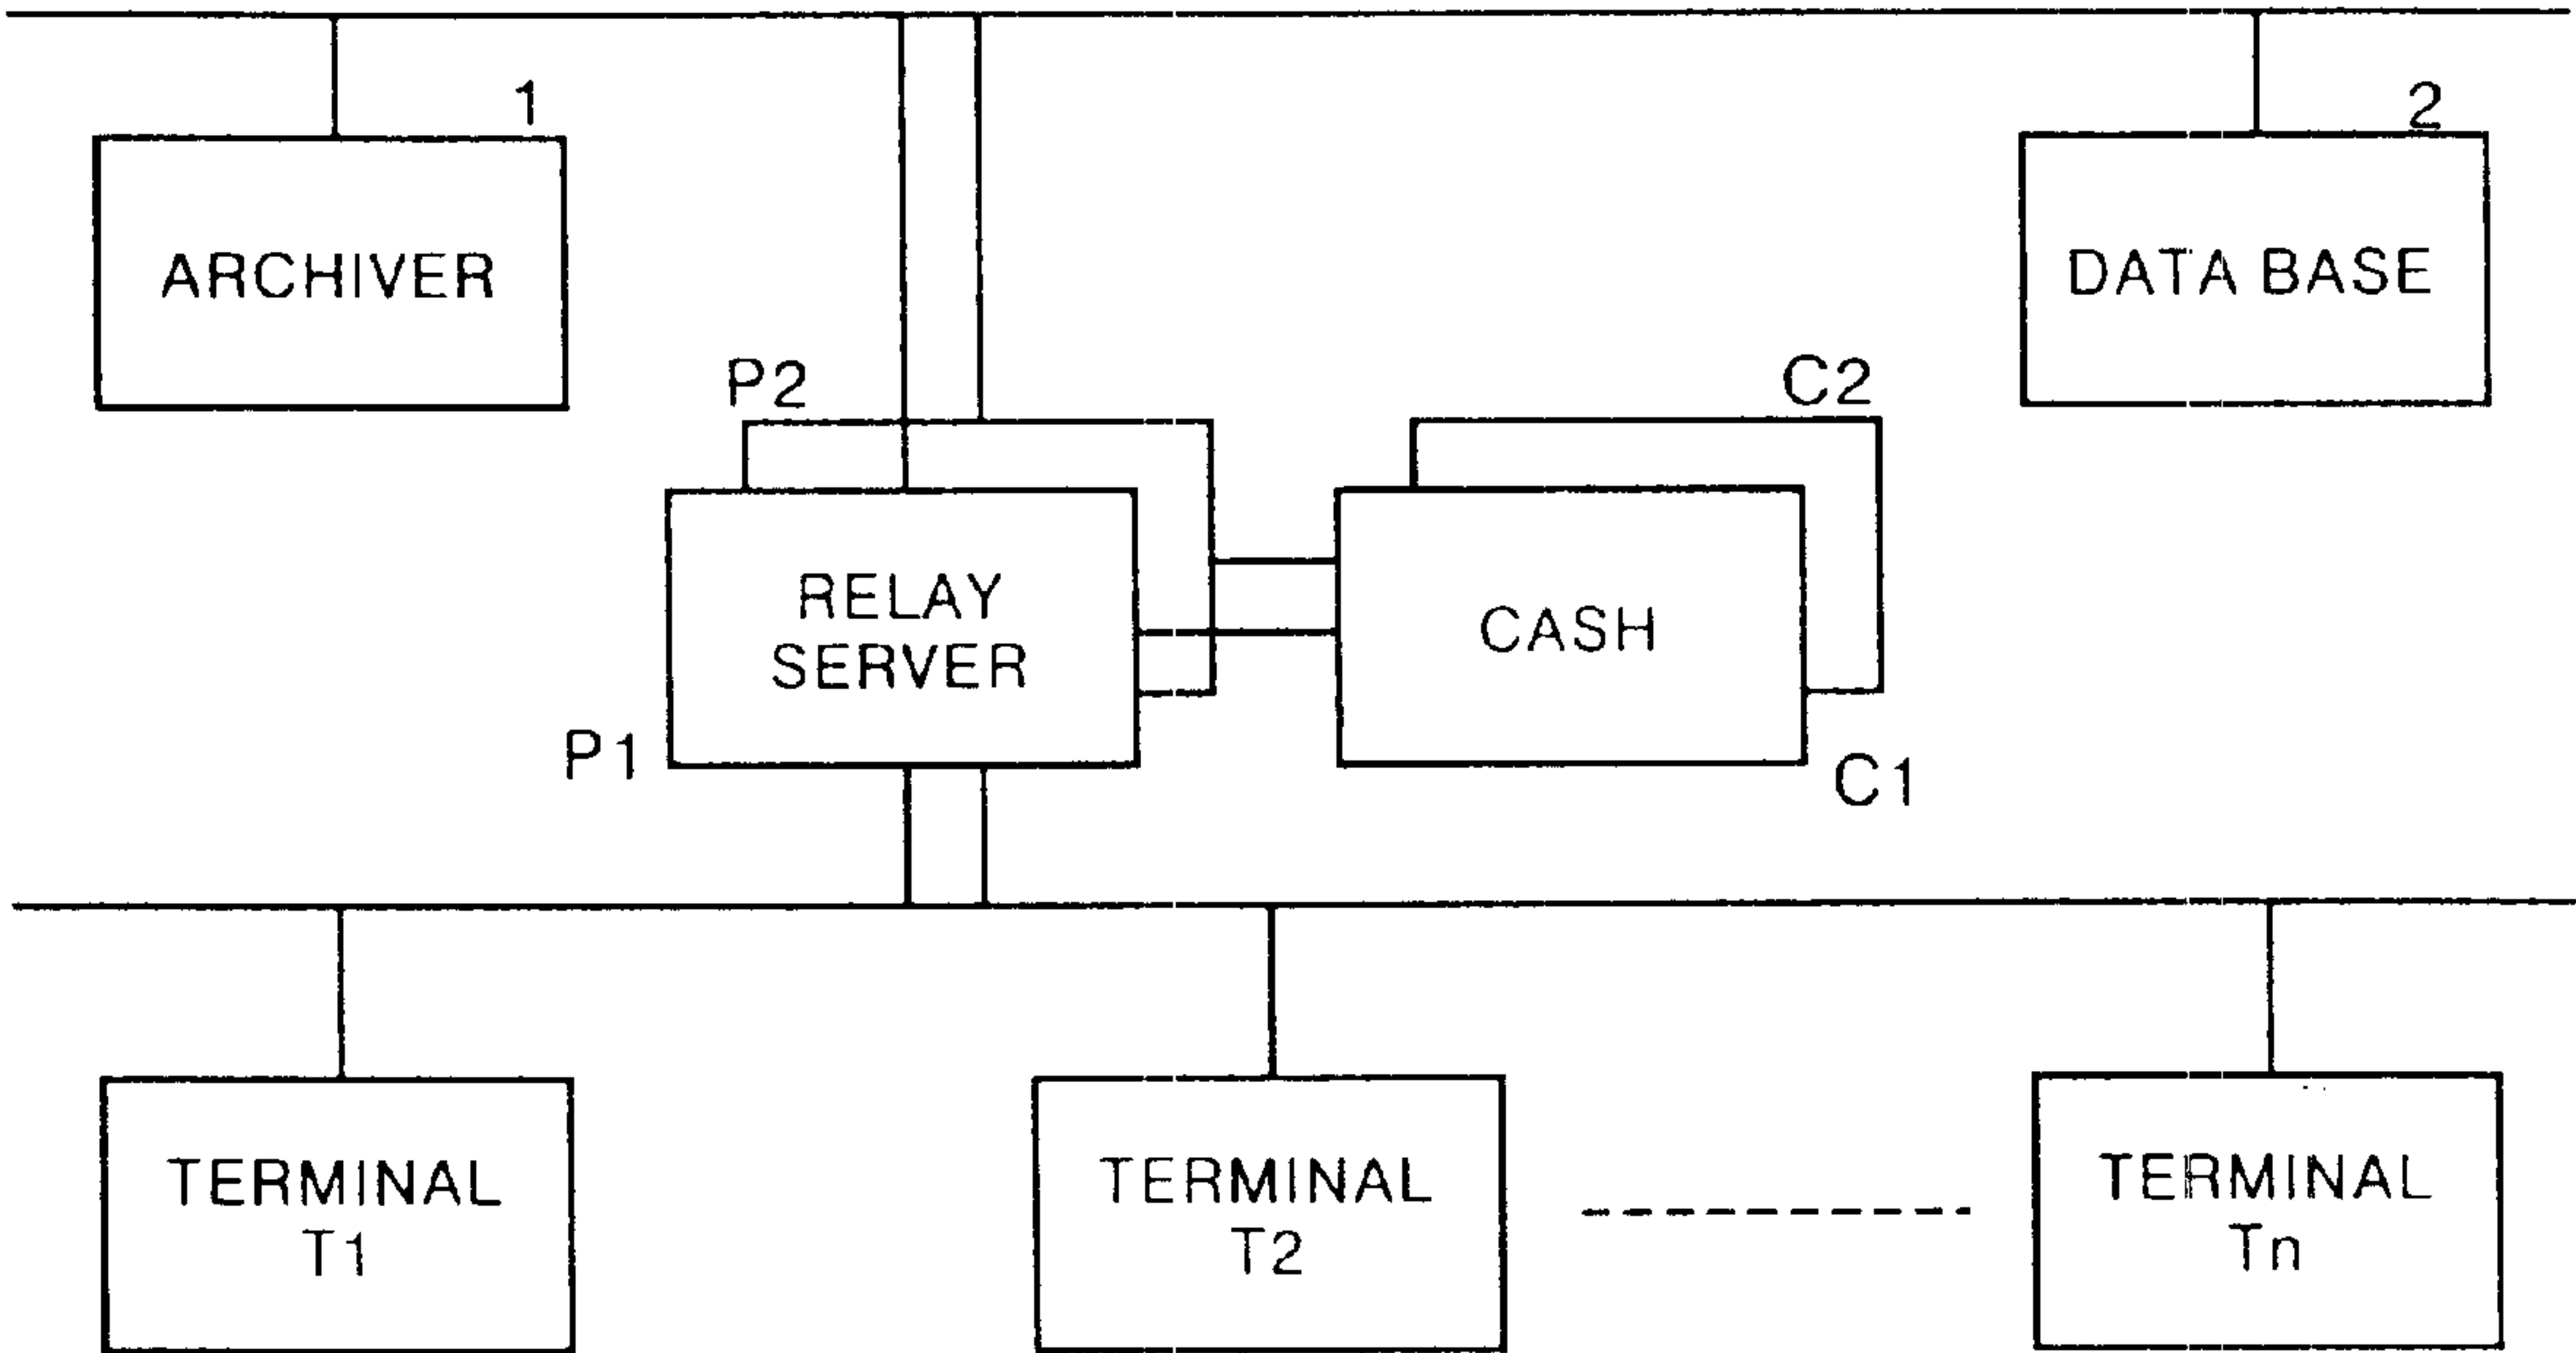 1
2
ARCHIVER
DATA BASE
P2
C2
RELAY
SERVER
CASH
P1
C1
TERMINAL
T1
TERMINAL
T2
TERMINAL
Tn